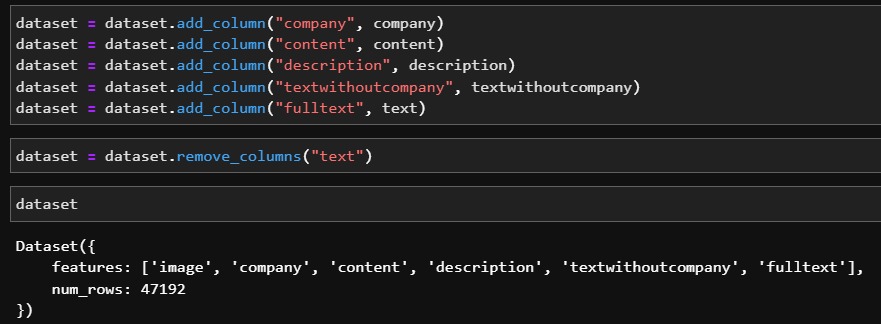 dataset = dataset.add_column("company", company)
dataset = dataset.add_column("content", content)
dataset = dataset.add_column("description", description)
dataset = dataset.add_column("textwithoutcompany", textwithoutcompany)
dataset = dataset.add_column("fulltext", text)
dataset = dataset.remove_columns("text")
dataset
Dataset({
    features: ['image', 'company', 'content', 'description', 'textwithoutcompany', 'fulltext'],
    num_rows: 47192
})